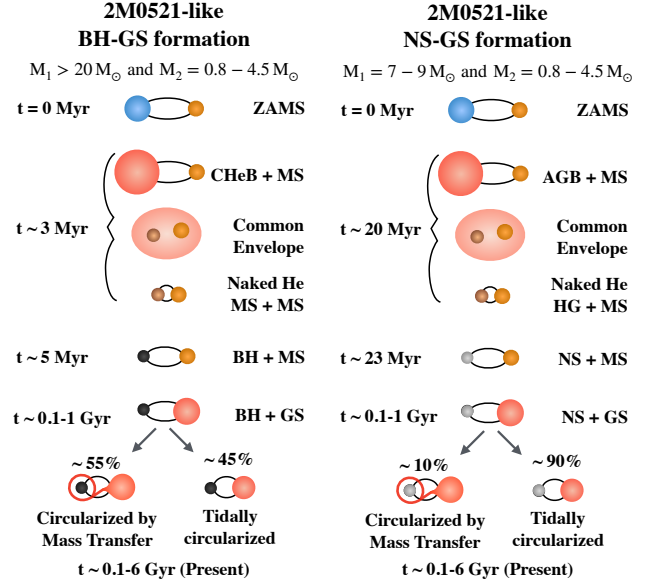 2M0521-like
BH-GS formation
M₁ > 20 M⊙ and M₂ = 0.8 − 4.5 M⊙
t = 0 Myr
ZAMS
CHeB + MS
t ~ 3 Myr
Common
Envelope
Naked He
MS + MS
t ~ 5 Myr
BH + MS
t ~ 0.1-1 Gyr
BH + GS
~ 55%
~ 45%
Circularized by
Mass Transfer
Tidally
circularized
t ~ 0.1-6 Gyr (Present)
2M0521-like
NS-GS formation
M₁ = 7 − 9 M⊙ and M₂ = 0.8 − 4.5 M⊙
t = 0 Myr
ZAMS
AGB + MS
t ~ 20 Myr
Common
Envelope
Naked He
HG + MS
t ~ 23 Myr
NS + MS
t ~ 0.1-1 Gyr
NS + GS
~ 10%
~ 90%
Circularized by
Mass Transfer
Tidally
circularized
t ~ 0.1-6 Gyr (Present)